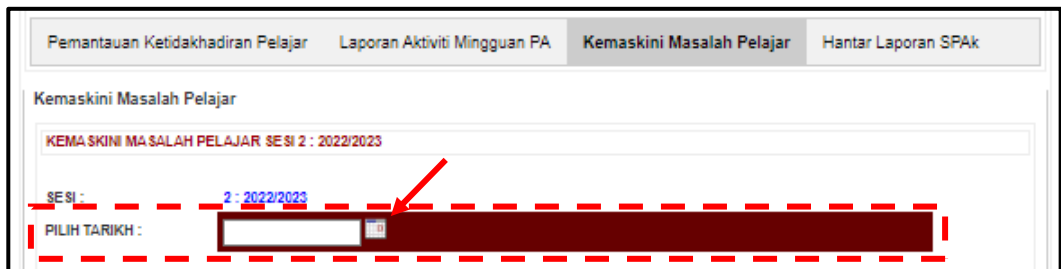 Pemantauan Ketidakhadiran Pelajar Laporan Aktiviti Mingguan PA Kemaskini Masalah Pelajar Hantar Laporan SPAk
Kemaskini Masalah Pelajar
KEMASKINI MASALAH PELAJAR SESI 2 : 2022/2023
SESI : 2 : 2022/2023
PILIH TARIKH :